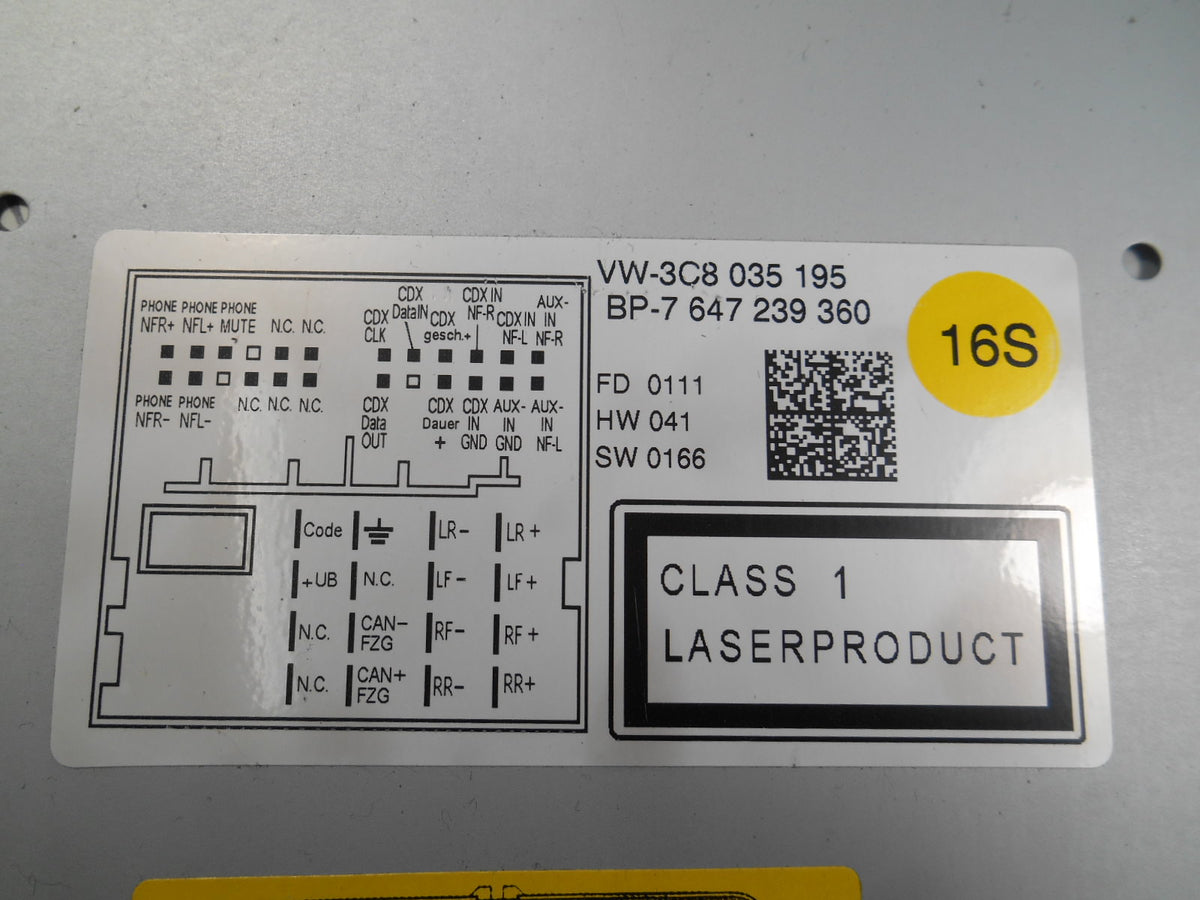 VW-3C8 035 195
BP-7 647 239 360
16S
FD 0111
HW 041
SW 0166
CLASS 1
LASERPRODUCT
PHONE PHONE PHONE
NFR+ NFL+ MUTE N.C. N.C.
PHONE PHONE
NFR- NFL- N.C. N.C. N.C.
CDX
CLK
CDX
DataIN
CDX
gesch.+
CDX IN
NF-R
CDX IN
NF-L
AUX-
IN
NF-R
CDX
Data
OUT
CDX
Dauer
+
CDX
IN
GND
AUX-
IN
GND
AUX-
IN
NF-L
Code LR- LR+
+UB N.C. LF- LF+
N.C. CAN-
FZG RF- RF+
N.C. CAN+
FZG RR- RR+